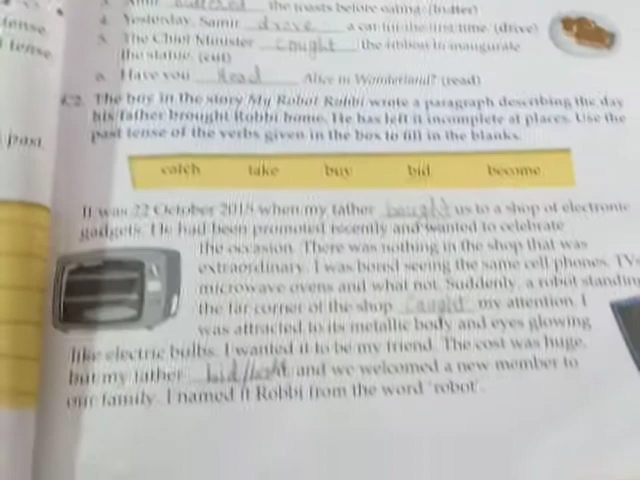 3. Amit buttered the toasts before eating. (butter)
4. Yesterday, Samir drove a car for the first time. (drive)
5. The Chief Minister caught the ribbon to inaugurate
the statue. (cut)
6. Have you Read Alice in Wonderland? (read)
C2. The boy in the story My Robot Robbi wrote a paragraph describing the day
his father brought Robbi home. He has left it incomplete at places. Use the
past tense of the verbs given in the box to fill in the blanks.
catch take buy bid become
It was 22 October 2015 when my father bought us to a shop of electronic
gadgets. He had been promoted recently and wanted to celebrate
the occasion. There was nothing in the shop that was
extraordinary. I was bored seeing the same cell phones, TVs
microwave ovens and what not. Suddenly, a robot standing
the far corner of the shop Caught my attention. I
was attracted to its metallic body and eyes glowing
like electric bulbs. I wanted it to be my friend. The cost was huge,
but my father and we welcomed a new member to
our family. I named it Robbi from the word 'robot'.
tense
tense
past